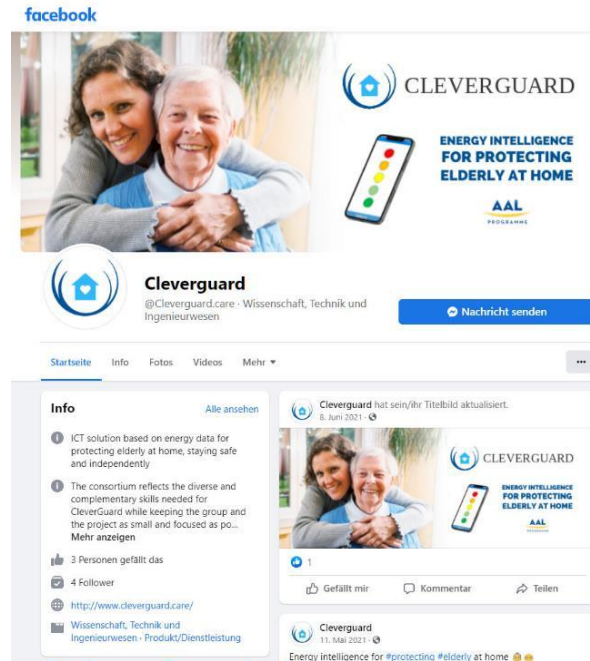 facebook
CLEVERGUARD
ENERGY INTELLIGENCE
FOR PROTECTING
ELDERLY AT HOME
AAL
PROGRAMME
Cleverguard
@Cleverguard.care · Wissenschaft, Technik und
Ingenieurwesen
Nachricht senden
Startseite Info Fotos Videos Mehr
Info Alle ansehen
ICT solution based on energy data for
protecting elderly at home, staying safe
and independently
The consortium reflects the diverse and
complementary skills needed for
CleverGuard while keeping the group and
the project as small and focused as po...
Mehr anzeigen
3 Personen gefällt das
4 Follower
http://www.cleverguard.care/
Wissenschaft, Technik und
Ingenieurwesen · Produkt/Dienstleistung
Cleverguard hat sein/ihr Titelbild aktualisiert.
8. Juni 2021 ·
CLEVERGUARD
ENERGY INTELLIGENCE
FOR PROTECTING
ELDERLY AT HOME
AAL
1
Gefällt mir Kommentar Teilen
Cleverguard
11. Mai 2021 ·
Energy intelligence for #protecting #elderly at home